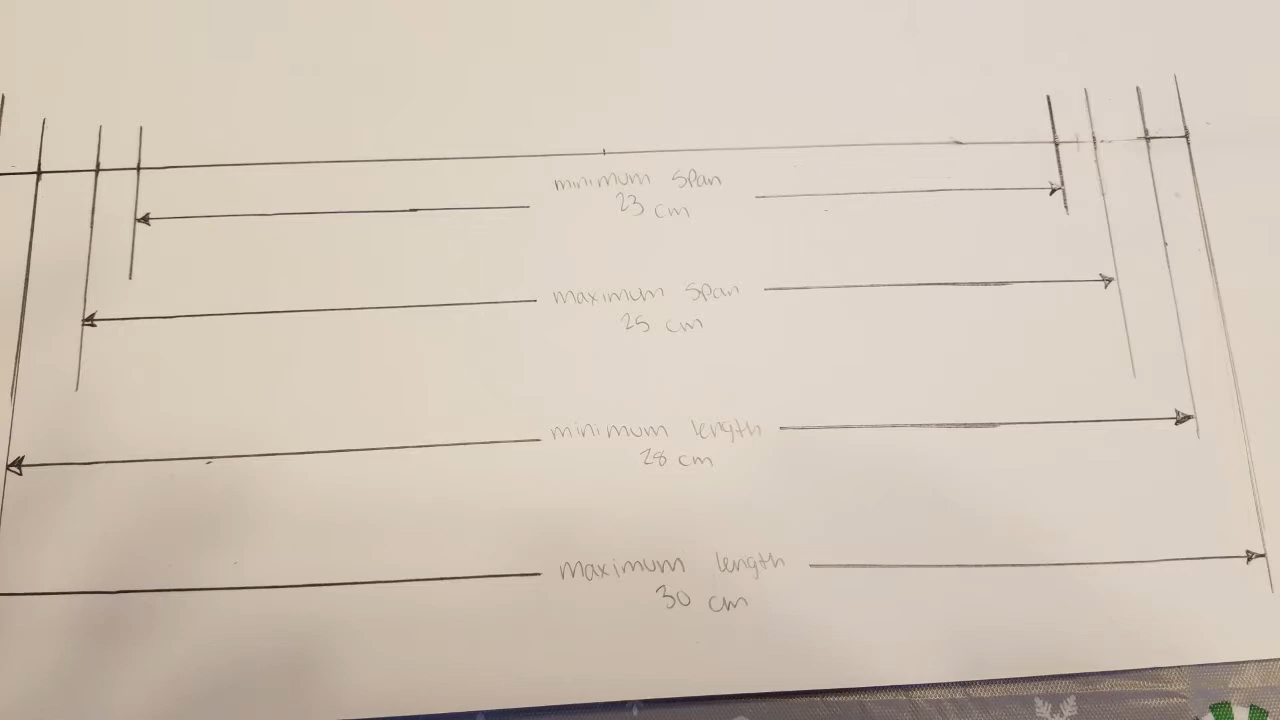 minimum span
23 cm
maximum span
25 cm
minimum length
28 cm
maximum length
30 cm